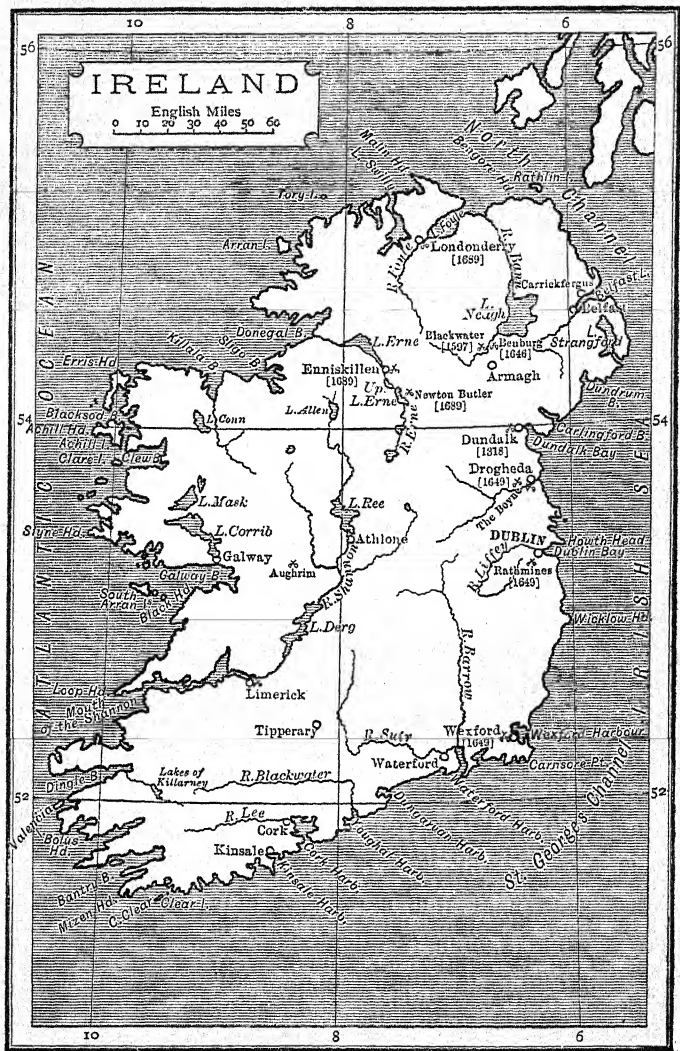 10
8
6
56
56
IRELAND
English Miles
0 10 20 30 40 50 60
North Channel
Malin Hd.
L. Swilly
Bengore Hd.
Rathlin I.
Tory I.
Arran I.
L. Foyle
R. Foyle
Londonderry
[1689]
R. Bann
Carrickfergus
Belfast L.
Belfast
L. Neagh
L. Strangford
Donegal B.
L. Erne
Blackwater
[1597]
Benburg
[1646]
Sligo B.
Killala B.
Enniskillen
[1689]
Armagh
Erris Hd.
Up. L. Erne
Newton Butler
[1689]
Dundrum B.
54
54
Blacksod B.
Achill Hd.
Achill I.
Clare I.
Clew B.
L. Conn
L. Allen
R. Erne
Dundalk
[1318]
Carlingford B.
Dundalk Bay
Drogheda
[1649]
The Boyne
L. Mask
L. Corrib
L. Ree
Slyne Hd.
Galway
Athlone
DUBLIN
Howth Head
Dublin Bay
R. Liffey
Rathmines
[1649]
Aughrim
Galway B.
South Arran I.
Black Hd.
R. Shannon
L. Derg
R. Barrow
Wicklow Hd.
ATLANTIC OCEAN
IRISH SEA
Loop Hd.
Mouth of the Shannon
Limerick
Tipperary
R. Suir
Wexford
[1649]
Wexford Harbour
Waterford
Carnsore Pt.
Dingle B.
Lakes of Killarney
R. Blackwater
52
52
Valencia
R. Lee
Cork
Bolus Hd.
Kinsale
Waterford Harb.
Dungarvan Harb.
Youghal Harb.
Cork Harb.
Kinsale Harb.
St. George's Channel
Bantry B.
Mizen Hd.
C. Clear
Clear I.
10
8
6